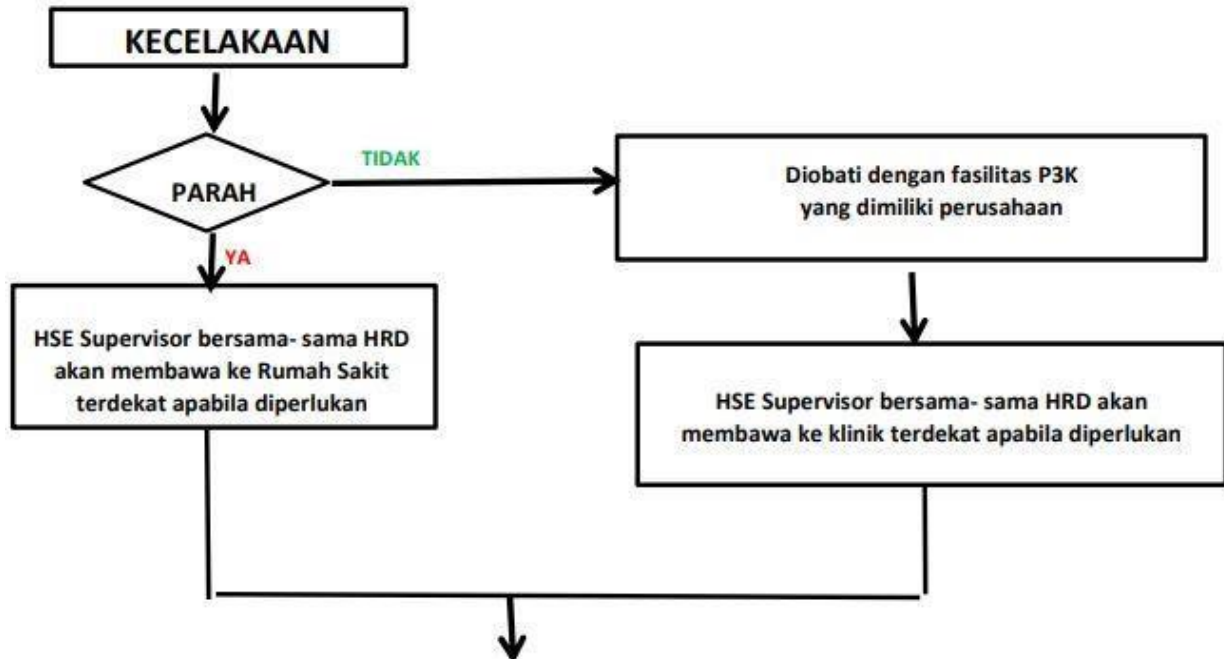 KECELAKAAN
PARAH
TIDAK
Diobati dengan fasilitas P3K
yang dimiliki perusahaan
YA
HSE Supervisor bersama- sama HRD
akan membawa ke Rumah Sakit
terdekat apabila diperlukan
HSE Supervisor bersama- sama HRD akan
membawa ke klinik terdekat apabila diperlukan